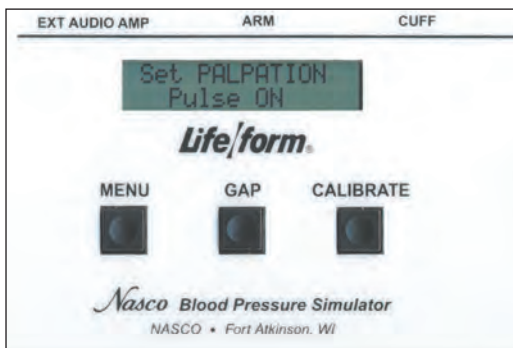 EXT AUDIO AMP ARM CUFF
Set PALPATION
Pulse ON
Life/form®
MENU GAP CALIBRATE
Nasco Blood Pressure Simulator
NASCO • Fort Atkinson, WI